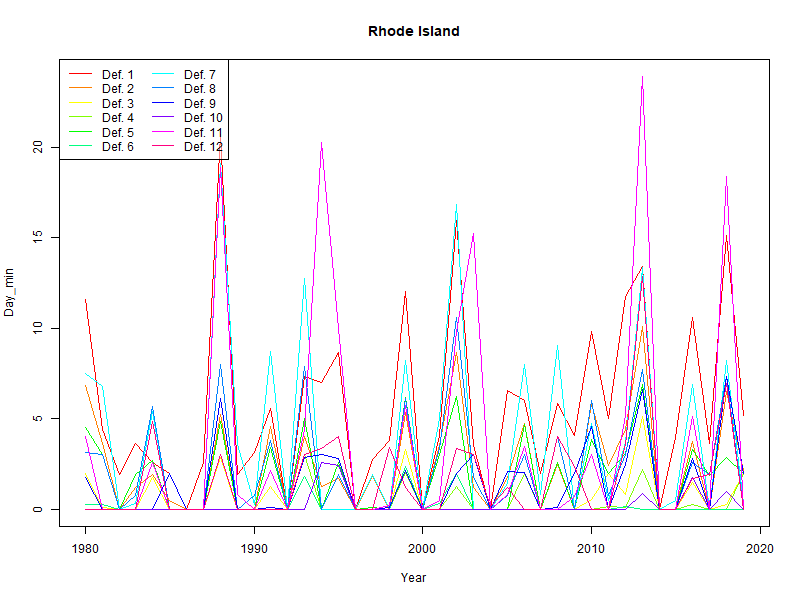 Rhode Island
Def. 1 Def. 7
Def. 2 Def. 8
Def. 3 Def. 9
Def. 4 Def. 10
Def. 5 Def. 11
Def. 6 Def. 12
20
15
10
5
0
Day_min
1980 1990 2000 2010 2020
Year